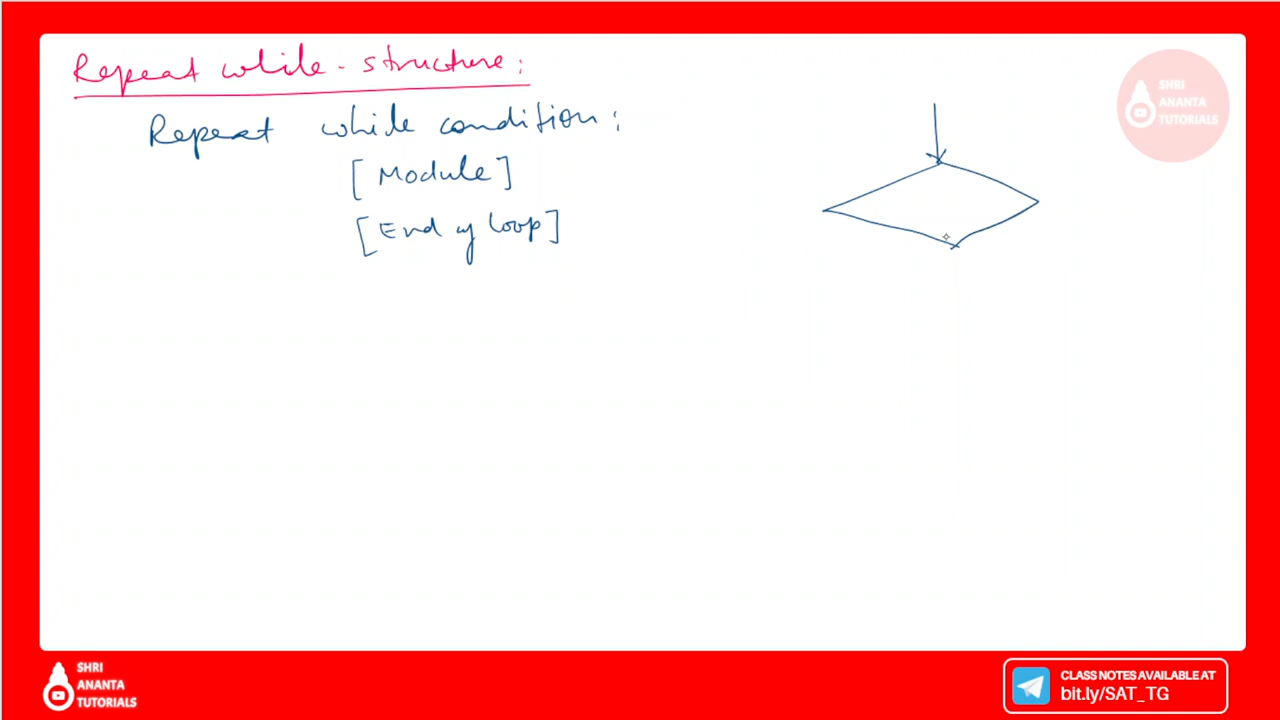 Repeat while - structure:
Repeat while condition:
[Module]
[End of loop]
SHRI
ANANTA
TUTORIALS
SHRI
ANANTA
TUTORIALS
CLASS NOTES AVAILABLE AT
bit.ly/SAT_TG